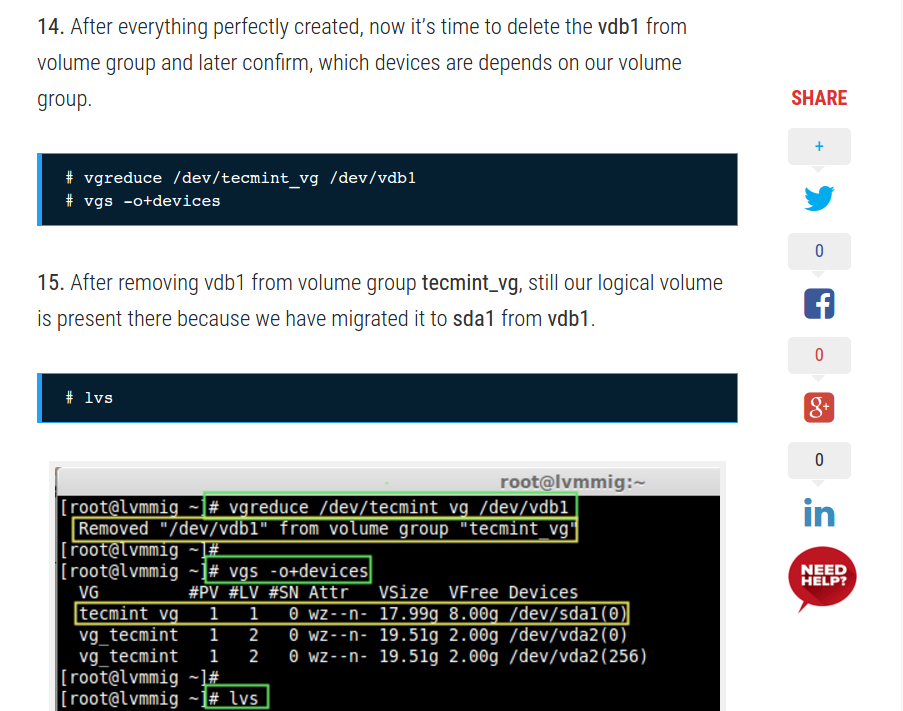 14. After everything perfectly created, now it’s time to delete the vdb1 from
volume group and later confirm, which devices are depends on our volume
group.
# vgreduce /dev/tecmint_vg /dev/vdb1
# vgs -o+devices
15. After removing vdb1 from volume group tecmint_vg, still our logical volume
is present there because we have migrated it to sda1 from vdb1.
# lvs
root@lvmmig:~
[root@lvmmig ~]# vgreduce /dev/tecmint_vg /dev/vdb1
Removed "/dev/vdb1" from volume group "tecmint_vg"
[root@lvmmig ~]#
[root@lvmmig ~]# vgs -o+devices
VG #PV #LV #SN Attr VSize VFree Devices
tecmint_vg 1 1 0 wz--n- 17.99g 8.00g /dev/sda1(0)
vg_tecmint 1 2 0 wz--n- 19.51g 2.00g /dev/vda2(0)
vg_tecmint 1 2 0 wz--n- 19.51g 2.00g /dev/vda2(256)
[root@lvmmig ~]#
[root@lvmmig ~]# lvs
SHARE
+
0
0
g+
0
in
NEED
HELP?